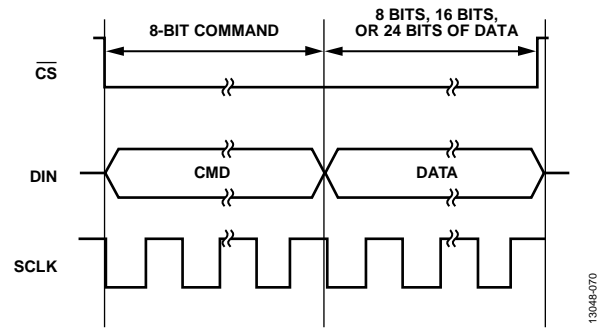 8-BIT COMMAND
8 BITS, 16 BITS,
OR 24 BITS OF DATA
CS
DIN
CMD
DATA
SCLK
13048-070